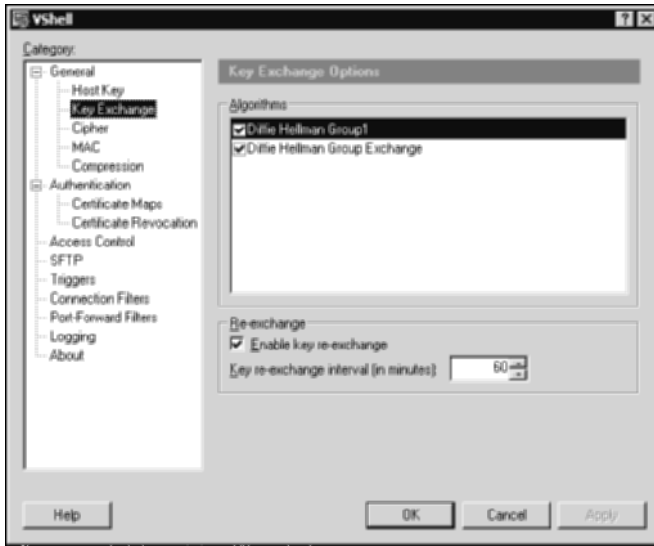 VShell
Category:
General
Host Key
Key Exchange
Cipher
MAC
Compression
Authentication
Certificate Maps
Certificate Revocation
Access Control
SFTP
Triggers
Connection Filters
Port-Forward Filters
Logging
About
Key Exchange Options
Algorithms
Diffie Hellman Group1
Diffie Hellman Group Exchange
Re-exchange
Enable key re-exchange
Key re-exchange interval (in minutes) 60
Help OK Cancel Apply